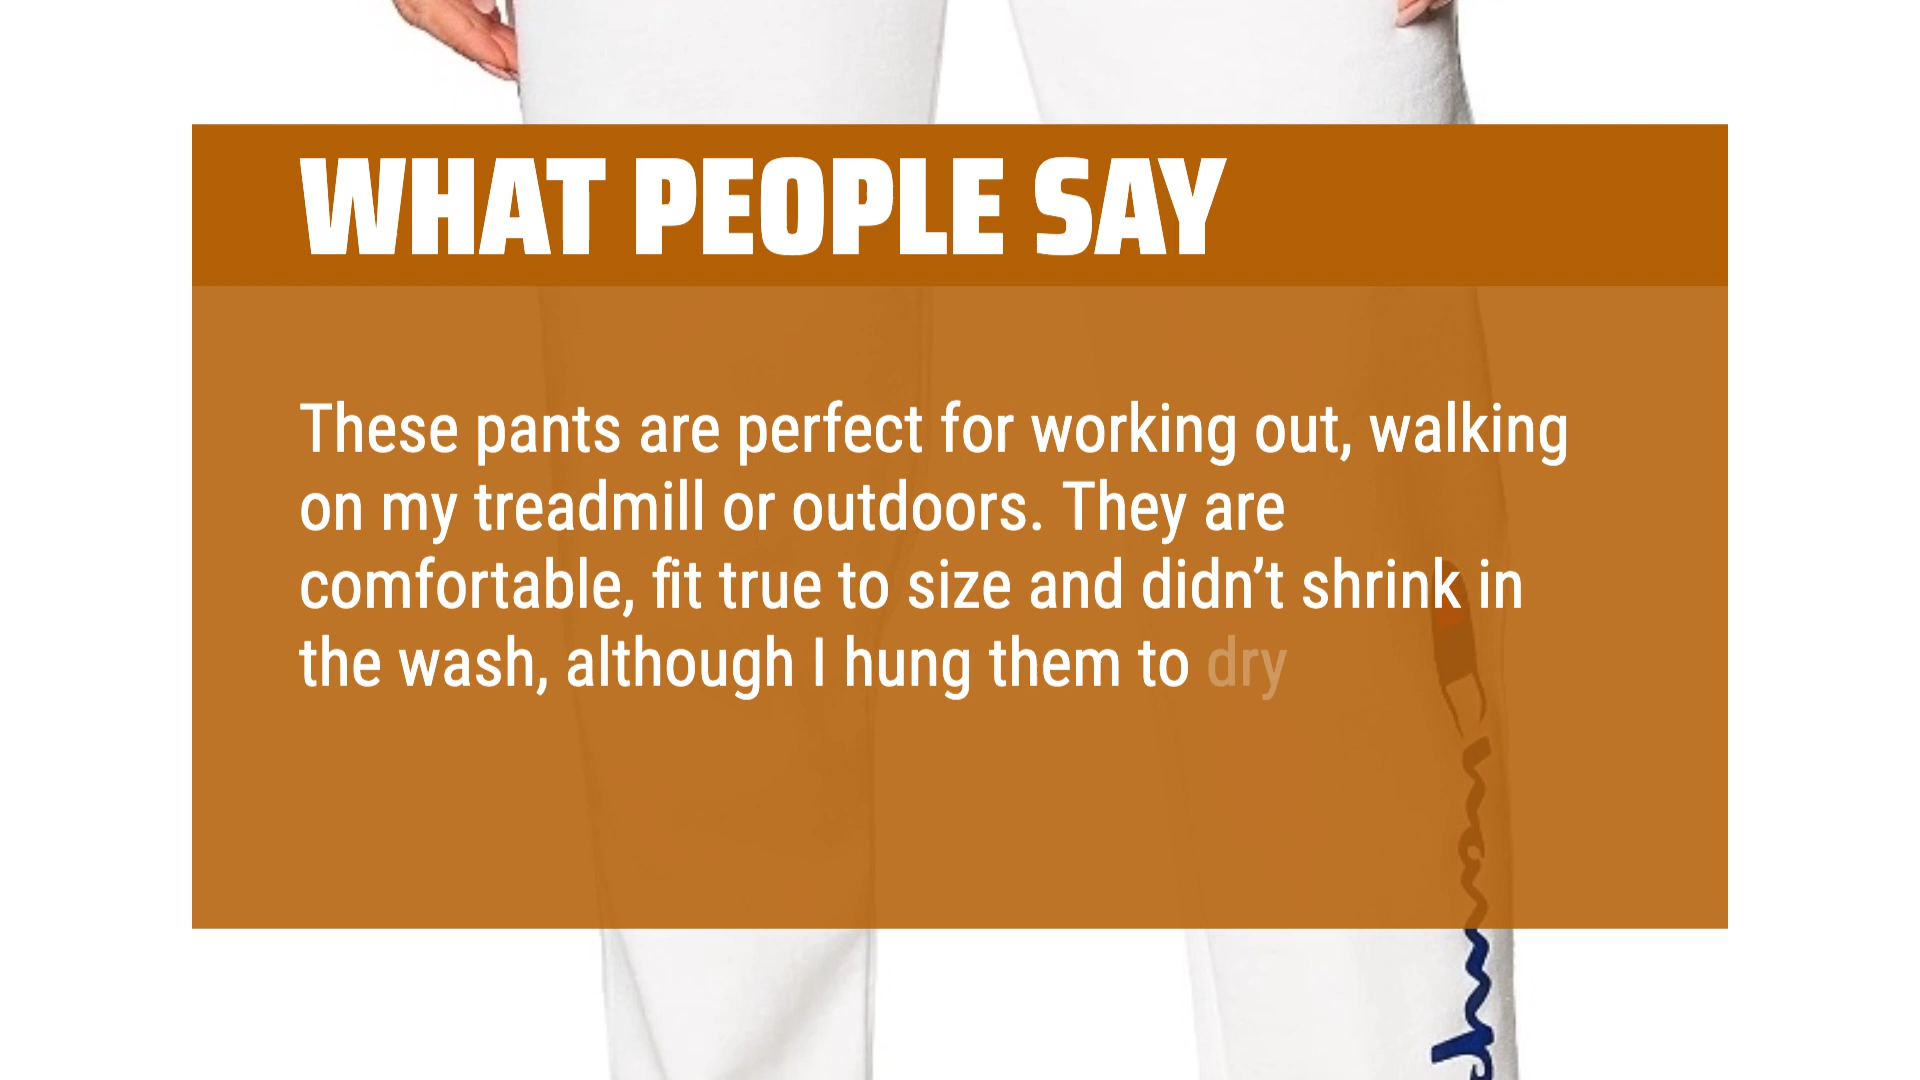 WHAT PEOPLE SAY
These pants are perfect for working out, walking
on my treadmill or outdoors. They are
comfortable, fit true to size and didn’t shrink in
the wash, although I hung them to dry
Champ